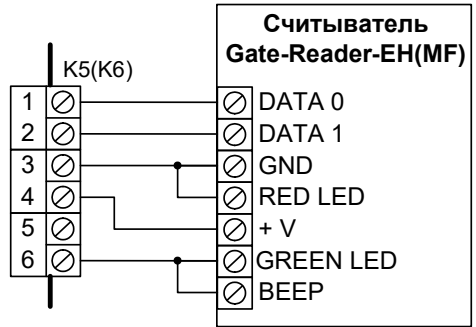 Считыватель
Gate-Reader-EH(MF)
K5(K6)
1 DATA 0
2 DATA 1
3 GND
4 RED LED
5 + V
6 GREEN LED
BEEP